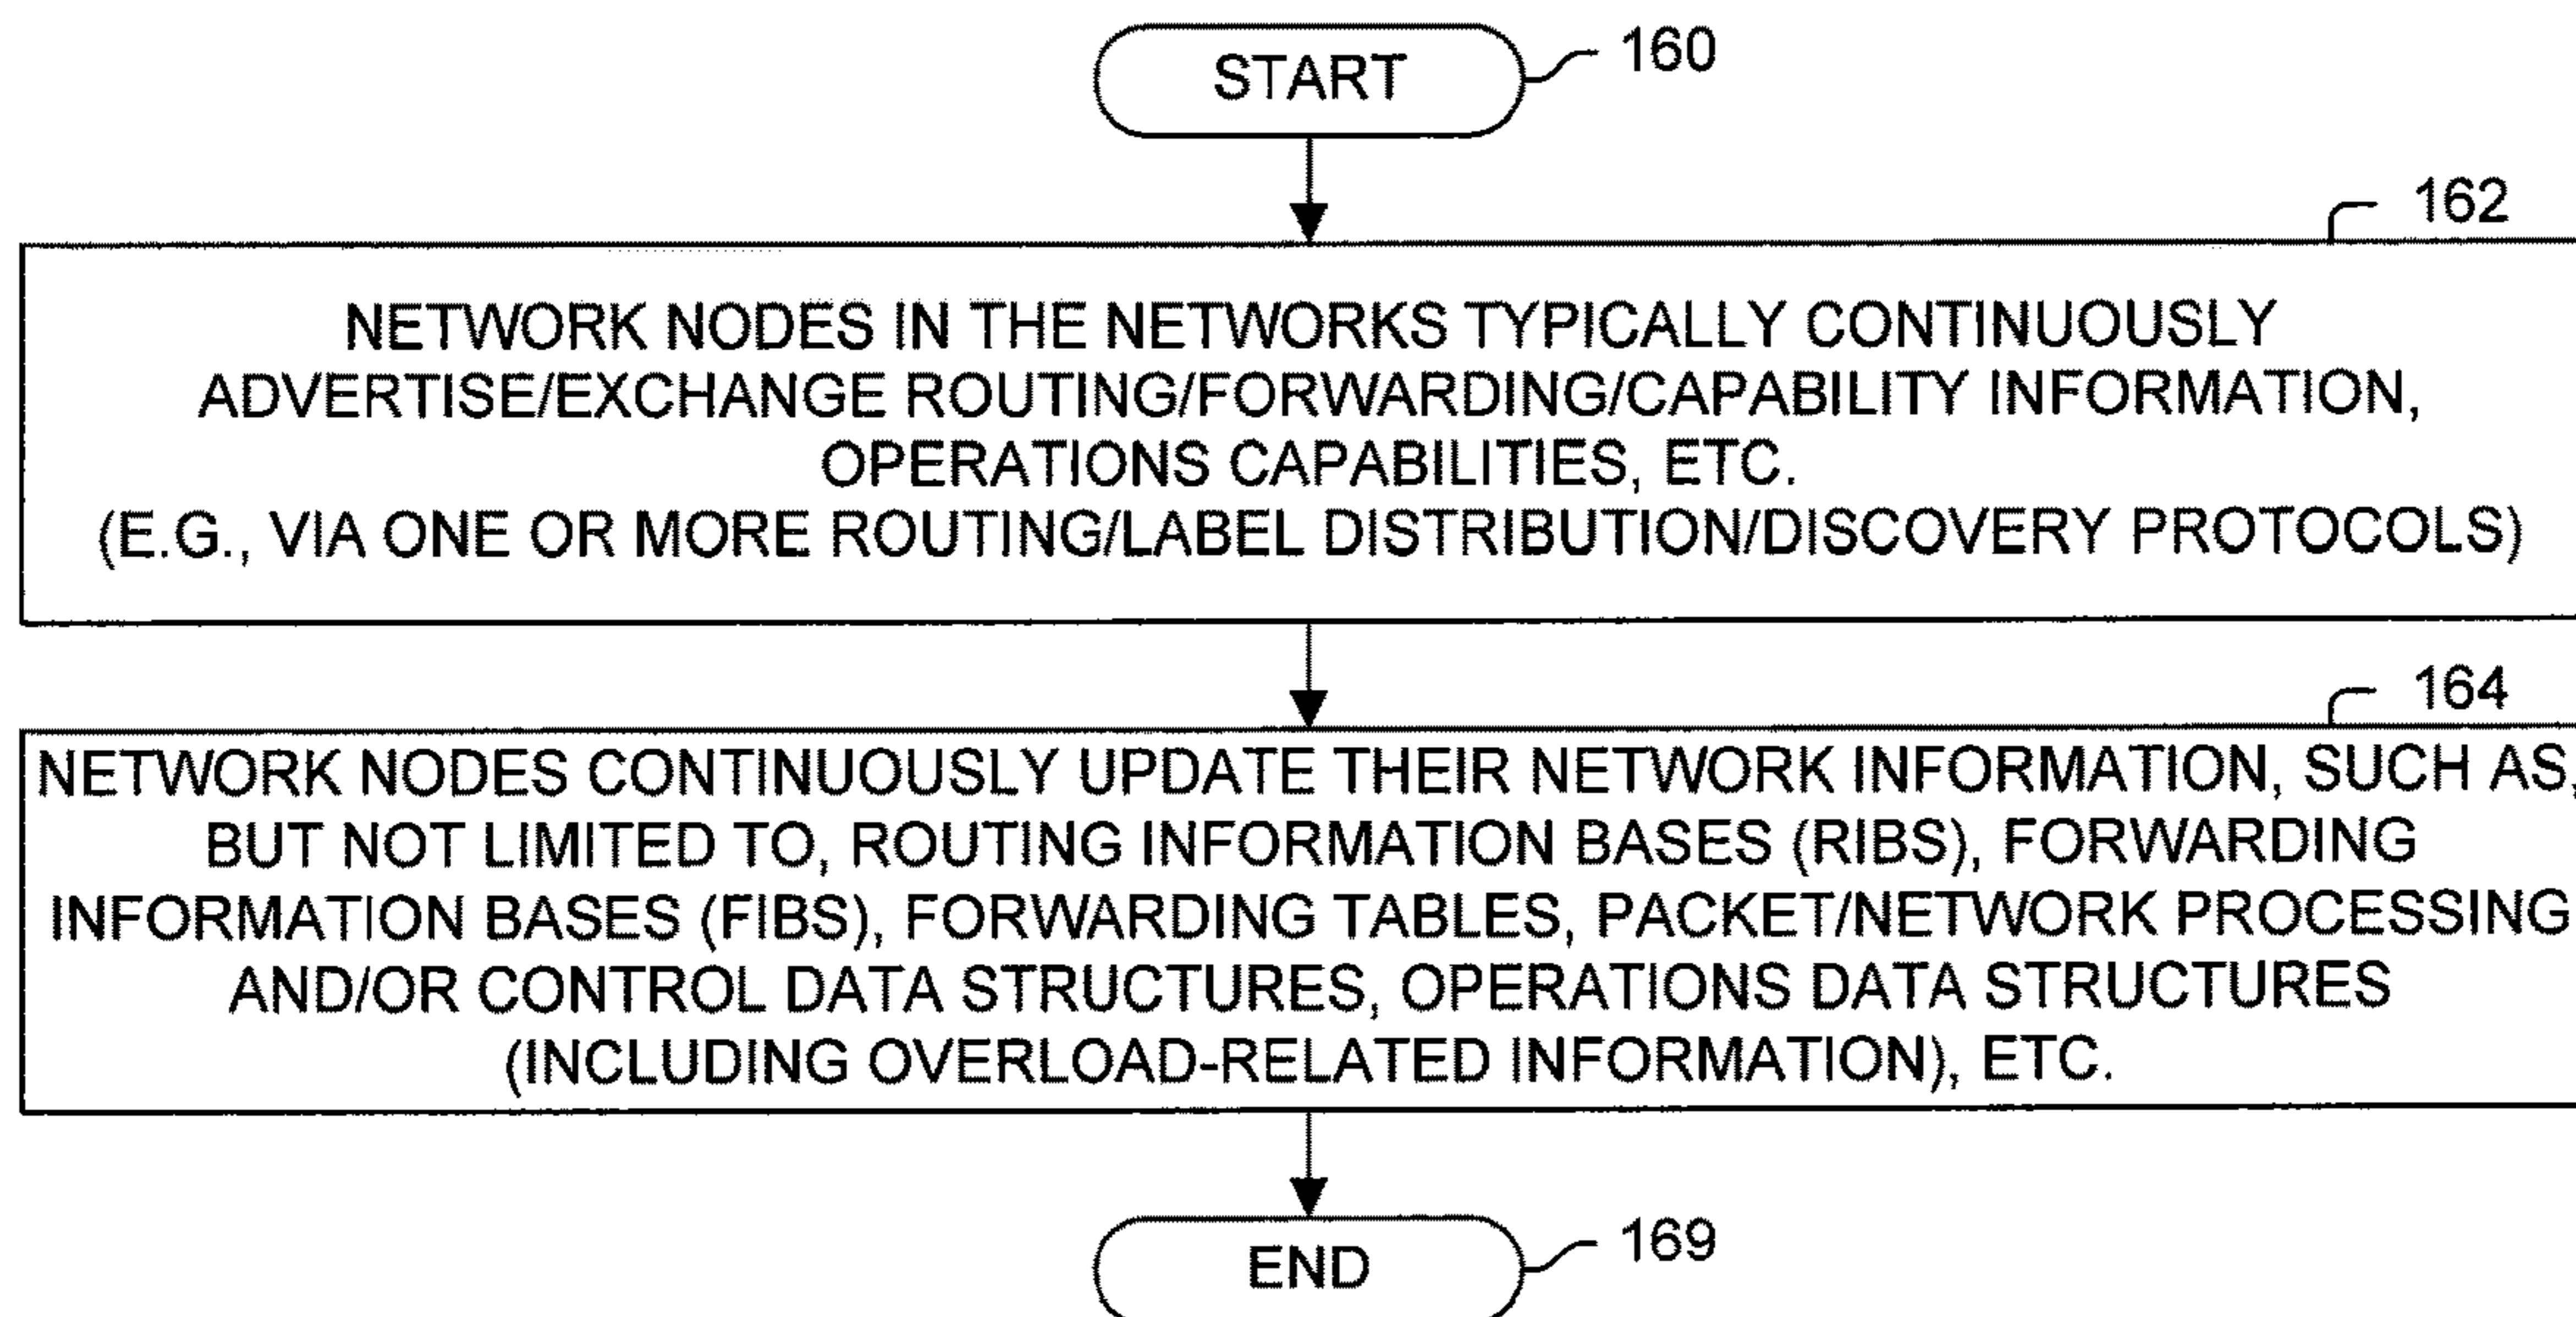 START
160
162
NETWORK NODES IN THE NETWORKS TYPICALLY CONTINUOUSLY
ADVERTISE/EXCHANGE ROUTING/FORWARDING/CAPABILITY INFORMATION,
OPERATIONS CAPABILITIES, ETC.
(E.G., VIA ONE OR MORE ROUTING/LABEL DISTRIBUTION/DISCOVERY PROTOCOLS)
164
NETWORK NODES CONTINUOUSLY UPDATE THEIR NETWORK INFORMATION, SUCH AS,
BUT NOT LIMITED TO, ROUTING INFORMATION BASES (RIBS), FORWARDING
INFORMATION BASES (FIBS), FORWARDING TABLES, PACKET/NETWORK PROCESSING
AND/OR CONTROL DATA STRUCTURES, OPERATIONS DATA STRUCTURES
(INCLUDING OVERLOAD-RELATED INFORMATION), ETC.
END
169